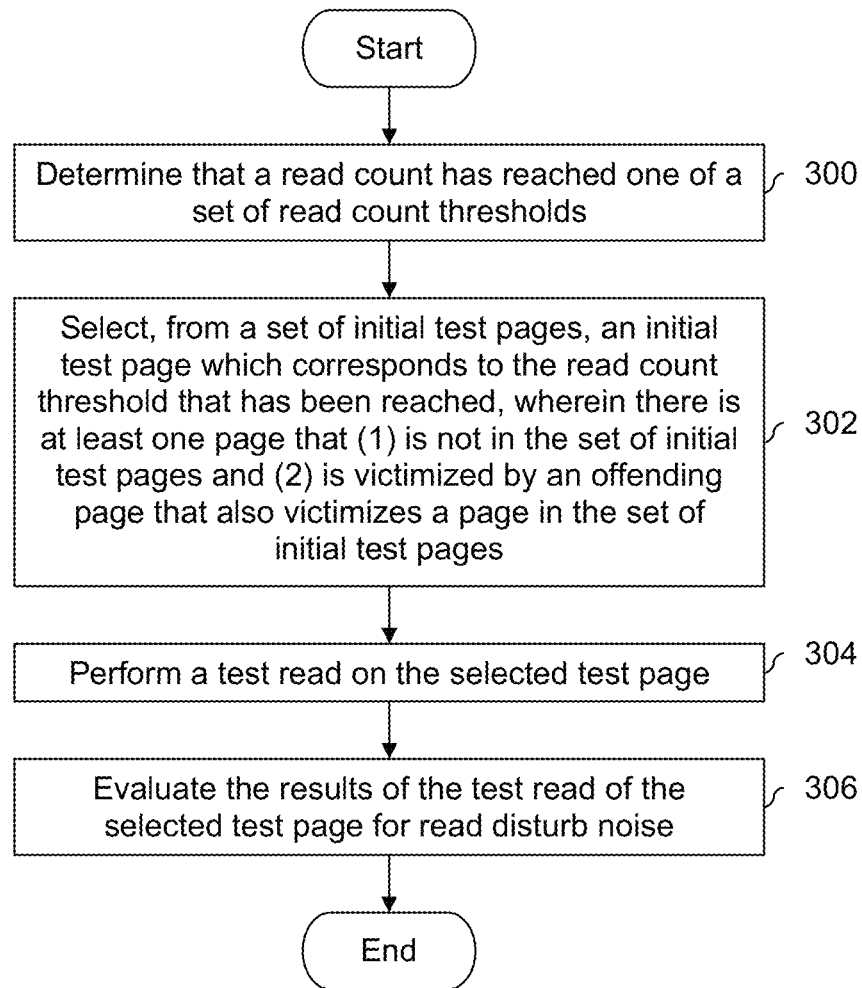 Start
Determine that a read count has reached one of a
set of read count thresholds
300
Select, from a set of initial test pages, an initial
test page which corresponds to the read count
threshold that has been reached, wherein there is
at least one page that (1) is not in the set of initial
test pages and (2) is victimized by an offending
page that also victimizes a page in the set of
initial test pages
302
Perform a test read on the selected test page
304
Evaluate the results of the test read of the
selected test page for read disturb noise
306
End